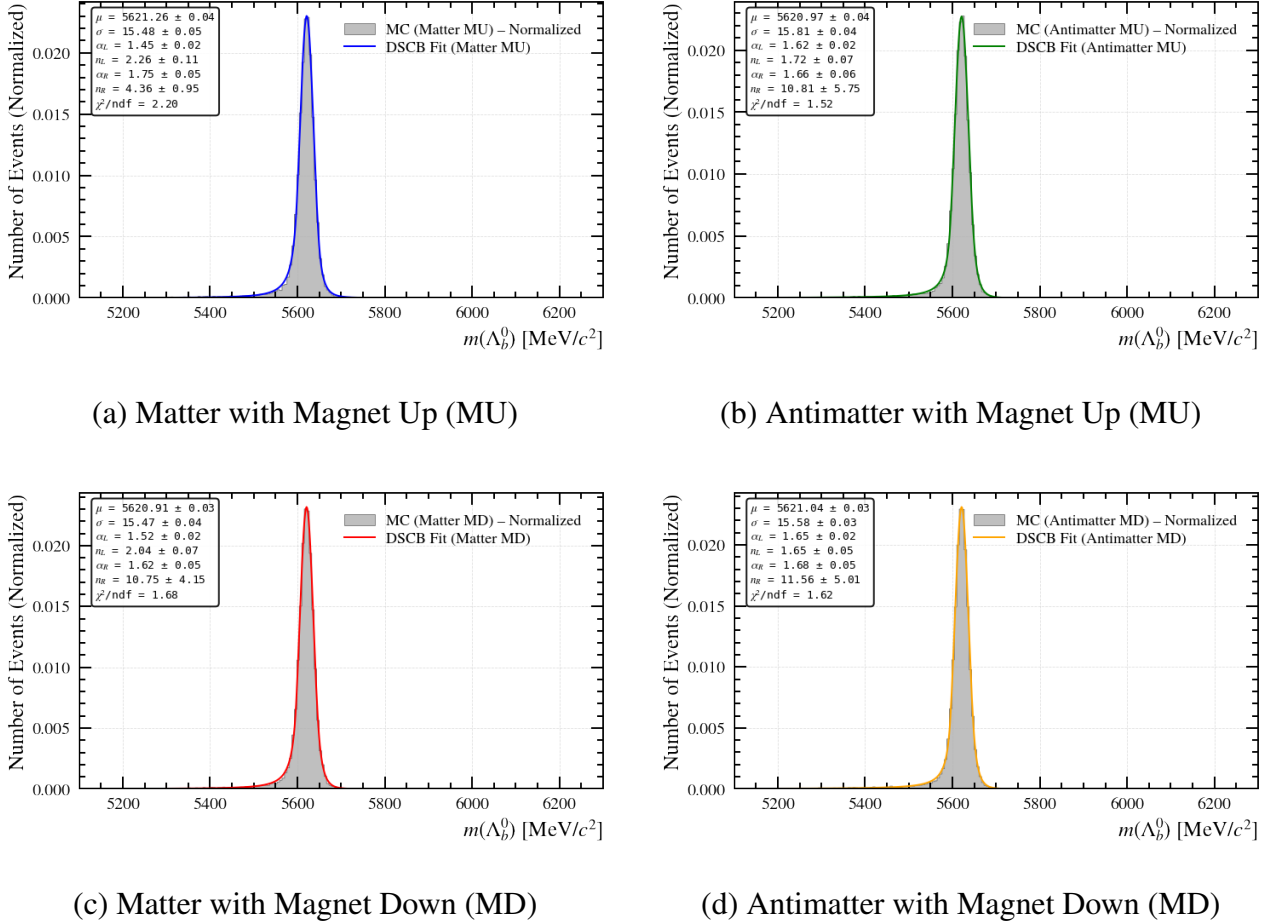 μ = 5621.26 ± 0.04
σ = 15.48 ± 0.05
α_L = 1.45 ± 0.02
n_L = 2.26 ± 0.11
α_R = 1.75 ± 0.05
n_R = 4.36 ± 0.95
χ²/ndf = 2.20
MC (Matter MU) – Normalized
DSCB Fit (Matter MU)
Number of Events (Normalized)
0.020
0.015
0.010
0.005
0.000
5200 5400 5600 5800 6000 6200
m(Λ_b^0) [MeV/c²]
(a) Matter with Magnet Up (MU)
μ = 5620.97 ± 0.04
σ = 15.81 ± 0.04
α_L = 1.62 ± 0.02
n_L = 1.72 ± 0.07
α_R = 1.66 ± 0.06
n_R = 10.81 ± 5.75
χ²/ndf = 1.52
MC (Antimatter MU) – Normalized
DSCB Fit (Antimatter MU)
Number of Events (Normalized)
0.020
0.015
0.010
0.005
0.000
5200 5400 5600 5800 6000 6200
m(Λ_b^0) [MeV/c²]
(b) Antimatter with Magnet Up (MU)
μ = 5620.91 ± 0.03
σ = 15.47 ± 0.04
α_L = 1.52 ± 0.02
n_L = 2.04 ± 0.07
α_R = 1.62 ± 0.05
n_R = 10.75 ± 4.15
χ²/ndf = 1.68
MC (Matter MD) – Normalized
DSCB Fit (Matter MD)
Number of Events (Normalized)
0.020
0.015
0.010
0.005
0.000
5200 5400 5600 5800 6000 6200
m(Λ_b^0) [MeV/c²]
(c) Matter with Magnet Down (MD)
μ = 5621.04 ± 0.03
σ = 15.58 ± 0.03
α_L = 1.65 ± 0.02
n_L = 1.65 ± 0.05
α_R = 1.68 ± 0.05
n_R = 11.56 ± 5.01
χ²/ndf = 1.62
MC (Antimatter MD) – Normalized
DSCB Fit (Antimatter MD)
Number of Events (Normalized)
0.020
0.015
0.010
0.005
0.000
5200 5400 5600 5800 6000 6200
m(Λ_b^0) [MeV/c²]
(d) Antimatter with Magnet Down (MD)